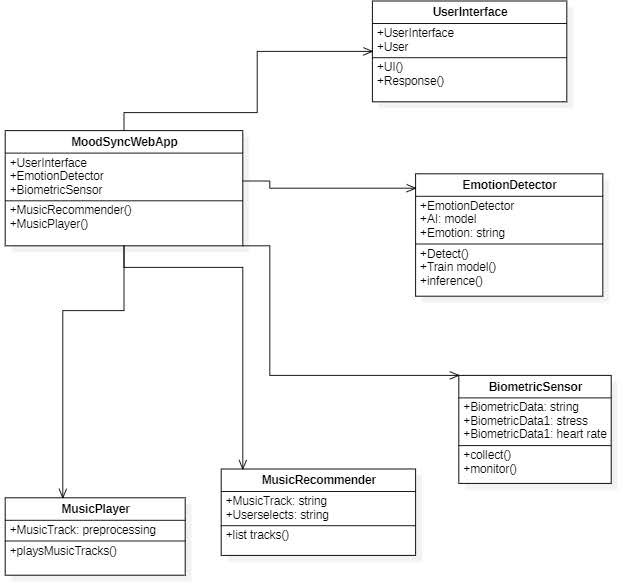 UserInterface
+UserInterface
+User
+UI()
+Response()
MoodSyncWebApp
+UserInterface
+EmotionDetector
+BiometricSensor
+MusicRecommender()
+MusicPlayer()
EmotionDetector
+EmotionDetector
+AI: model
+Emotion: string
+Detect()
+Train model()
+inference()
BiometricSensor
+BiometricData: string
+BiometricData1: stress
+BiometricData1: heart rate
+collect()
+monitor()
MusicRecommender
+MusicTrack: string
+Userselects: string
+list tracks()
MusicPlayer
+MusicTrack: preprocessing
+playsMusicTracks()